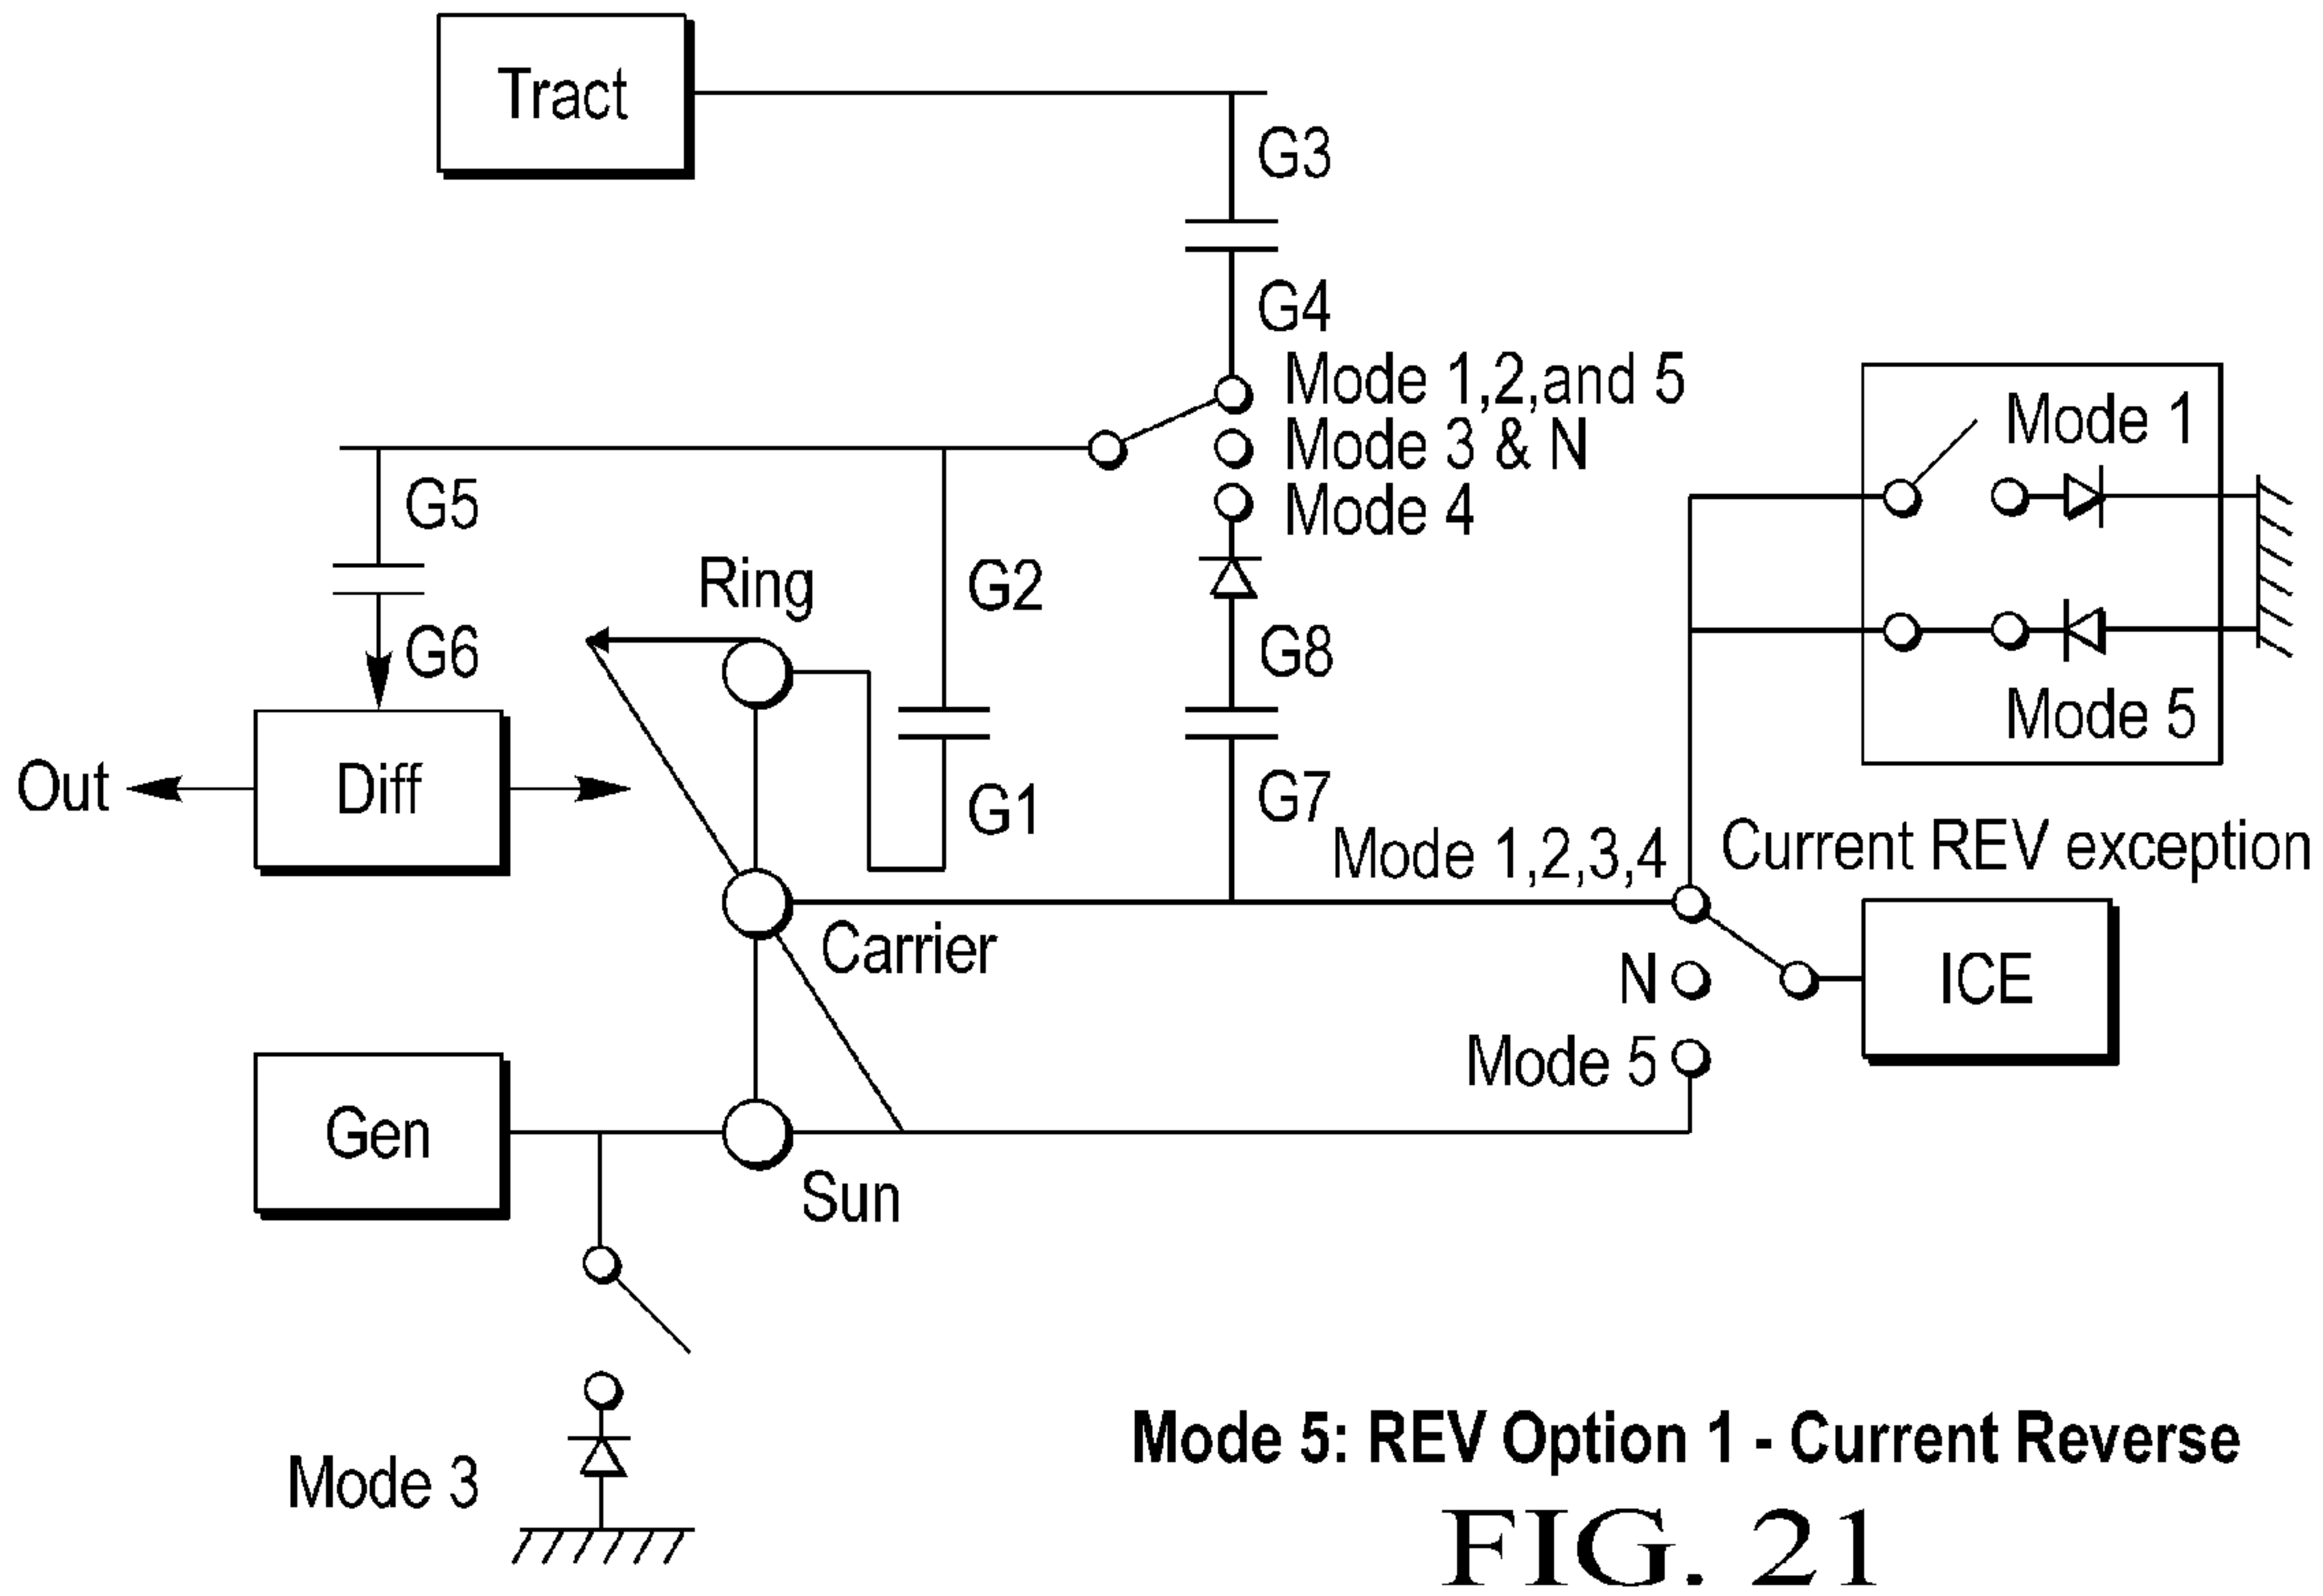 Tract
G3
G4
Mode 1,2,and 5
Mode 3 & N
Mode 4
Mode 1
G5
G6
Ring
G2
G1
G8
G7
Mode 5
Out
Diff
Mode 1,2,3,4
Current REV exception
Carrier
N
ICE
Mode 5
Gen
Sun
Mode 3
Mode 5: REV Option 1 - Current Reverse
FIG. 21